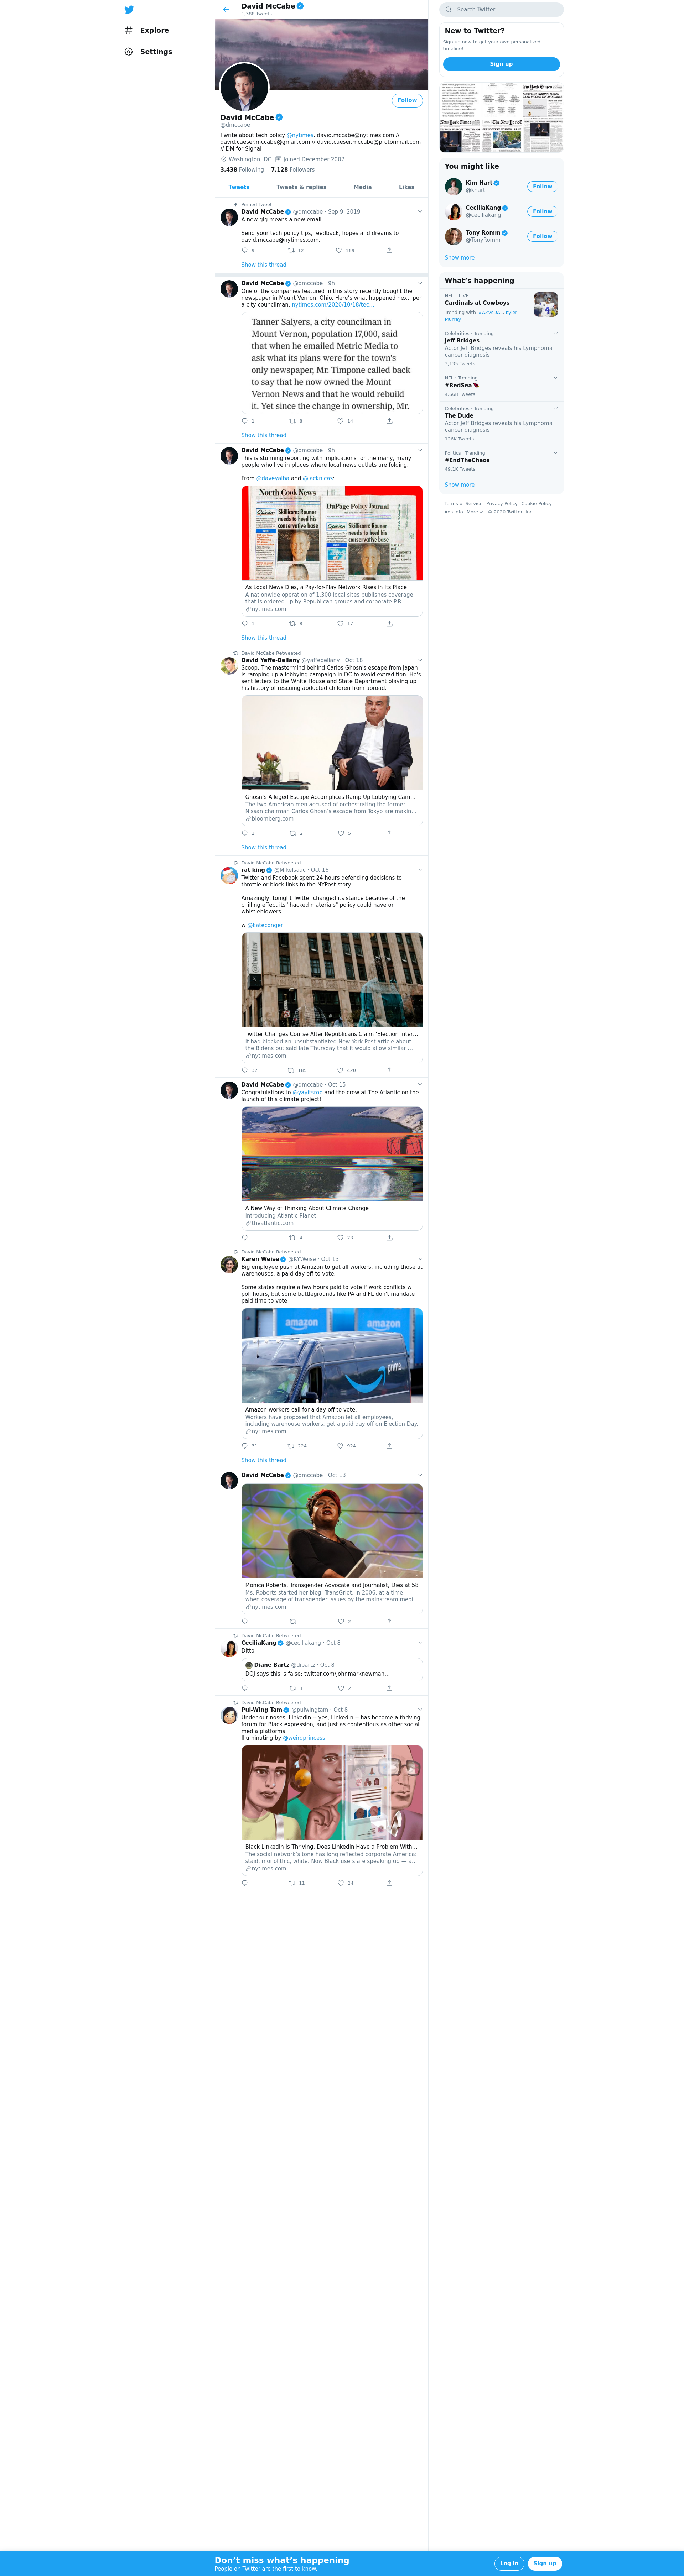 Explore
Settings
David McCabe
1,386 Tweets
Follow
David McCabe
@dmccabe
I write about tech policy @nytimes. david.mccabe@nytimes.com //
david.caeser.mccabe@gmail.com // david.caeser.mccabe@protonmail.com
// DM for Signal
Washington, DC Joined December 2007
3,438 Following 7,128 Followers
Tweets Tweets & replies Media Likes
Pinned Tweet
David McCabe @dmccabe · Sep 9, 2019
A new gig means a new email.
Send your tech policy tips, feedback, hopes and dreams to
david.mccabe@nytimes.com.
12 169
Show this thread
David McCabe @dmccabe · 9h
One of the companies featured in this story recently bought the
newspaper in Mount Vernon, Ohio. Here's what happened next, per
a city councilman. nytimes.com/2020/10/18/tec…
Tanner Salyers, a city councilman in
Mount Vernon, population 17,000, said
that when he emailed Metric Media to
ask what its plans were for the town's
only newspaper, Mr. Timpone called back
to say that he now owned the Mount
Vernon News and that he would rebuild
it. Yet since the change in ownership, Mr.
1 8 14
Show this thread
David McCabe @dmccabe · 9h
This is stunning reporting with implications for the many, many
people who live in places where local news outlets are folding.
From @daveyalba and @jacknicas:
North Cook News
DuPage Policy Journal
Opinion
Rauner needs to heed his conservative instincts
As Local News Dies, a Pay-for-Play Network Rises in Its Place
A nationwide operation of 1,300 local sites publishes coverage
that is ordered up by Republican groups and corporate P.R. ...
nytimes.com
1 8 17
Show this thread
David McCabe Retweeted
David Yaffe-Bellany @yaffebellany · Oct 18
Scoop: The mastermind behind Carlos Ghosn's escape from Japan
is ramping up a lobbying campaign in DC to avoid extradition. He's
sent letters to the White House and State Department playing up
his history of rescuing abducted children from abroad.
Ghosn's Alleged Escape Accomplices Ramp Up Lobbying Cam...
The two American men accused of orchestrating the former
Nissan chairman Carlos Ghosn's escape from Tokyo are makin...
bloomberg.com
1 2 5
Show this thread
David McCabe Retweeted
rat king @MikeIsaac · Oct 16
Twitter and Facebook spent 24 hours defending decisions to
throttle or block links to the NYPost story.
Amazingly, tonight Twitter changed its stance because of the
chilling effect its "hacked materials" policy could have on
whistleblowers
w @kateconger
Twitter Changes Course After Republicans Claim 'Election Inter...
It had blocked an unsubstantiated New York Post article about
the Bidens but said late Thursday that it would allow similar ...
nytimes.com
32 185 420
David McCabe @dmccabe · Oct 15
Congratulations to @yayitsrob and the crew at The Atlantic on the
launch of this climate project!
A New Way of Thinking About Climate Change
Introducing Atlantic Planet
theatlantic.com
4 23
David McCabe Retweeted
Karen Weise @KYWeise · Oct 13
Big employee push at Amazon to get all workers, including those at
warehouses, a paid day off to vote.
Some states require a few hours paid to vote if work conflicts w
poll hours, but some battlegrounds like PA and FL don't mandate
paid time to vote
amazon amazon
prime
Amazon workers call for a day off to vote.
Workers have proposed that Amazon let all employees,
including warehouse workers, get a paid day off on Election Day.
nytimes.com
31 224 924
Show this thread
David McCabe @dmccabe · Oct 13
Monica Roberts, Transgender Advocate and Journalist, Dies at 58
Ms. Roberts started her blog, TransGriot, in 2006, at a time
when coverage of transgender issues by the mainstream medi...
nytimes.com
2
David McCabe Retweeted
CeciliaKang @ceciliakang · Oct 8
Ditto
Diane Bartz @dibartz · Oct 8
DOJ says this is false: twitter.com/johnmarknewman…
1 2
David McCabe Retweeted
Pui-Wing Tam @puiwingtam · Oct 8
Under our noses, LinkedIn -- yes, LinkedIn -- has become a thriving
forum for Black expression, and just as contentious as other social
media platforms.
Illuminating by @weirdprincess
Black LinkedIn Is Thriving. Does LinkedIn Have a Problem With...
The social network's tone has long reflected corporate America:
staid, monolithic, white. Now Black users are speaking up — a...
nytimes.com
11 24
Search Twitter
New to Twitter?
Sign up now to get your own personalized
timeline!
Sign up
The New York Times
You might like
Kim Hart
@khart
Follow
CeciliaKang
@ceciliakang
Follow
Tony Romm
@TonyRomm
Follow
Show more
What's happening
NFL · LIVE
Cardinals at Cowboys
Trending with #AZvsDAL, Kyler
Murray
Celebrities · Trending
Jeff Bridges
Actor Jeff Bridges reveals his Lymphoma
cancer diagnosis
3,135 Tweets
NFL · Trending
#RedSea
4,668 Tweets
Celebrities · Trending
The Dude
Actor Jeff Bridges reveals his Lymphoma
cancer diagnosis
128K Tweets
Politics · Trending
#EndTheChaos
49.1K Tweets
Show more
Terms of Service Privacy Policy Cookie Policy
Ads info More © 2020 Twitter, Inc.
Don't miss what's happening
People on Twitter are the first to know.
Log in Sign up